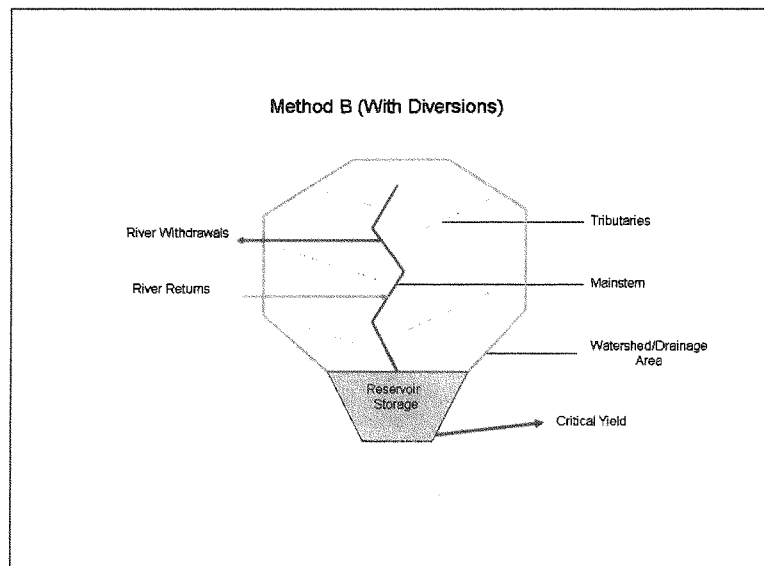 Method B (With Diversions)
River Withdrawals
Tributaries
River Returns
Mainstem
Watershed/Drainage
Area
Reservoir
Storage
Critical Yield